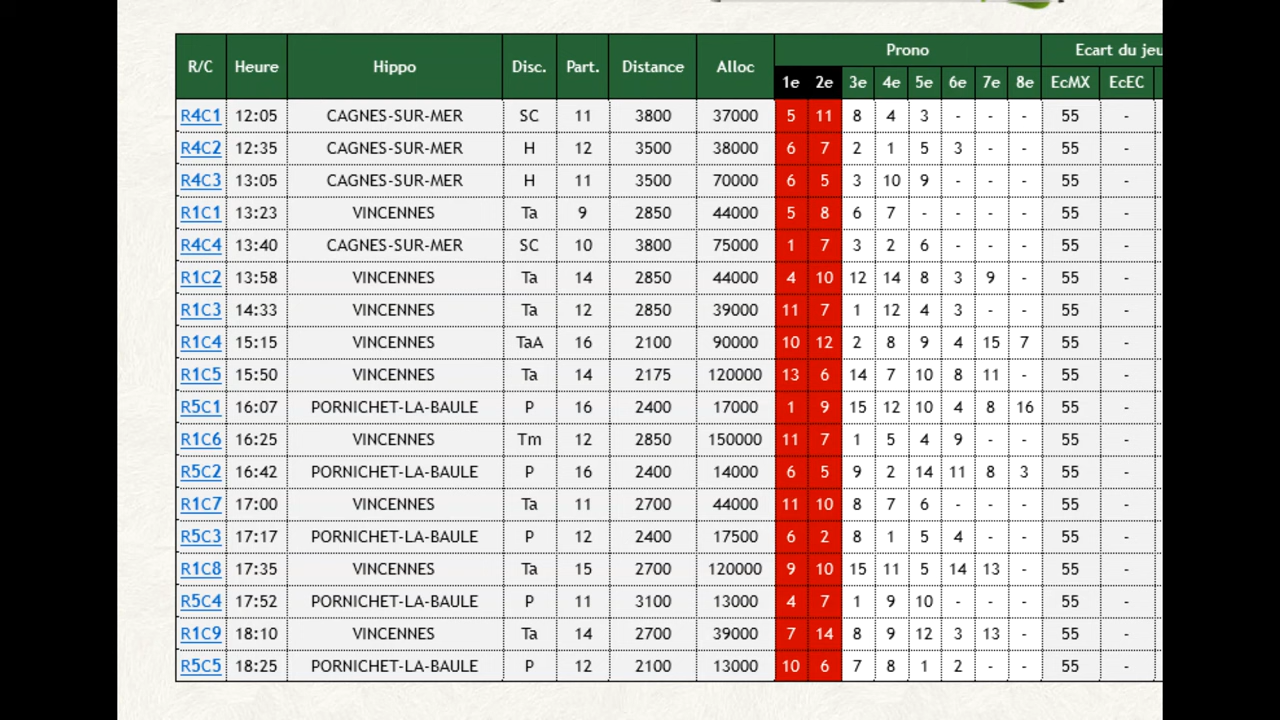 Prono Ecart du jeu
R/C Heure Hippo Disc. Part. Distance Alloc
1e 2e 3e 4e 5e 6e 7e 8e EcMX EcEC
R4C1 12:05 CAGNES-SUR-MER SC 11 3800 37000 5 11 8 4 3 - - - 55 -
R4C2 12:35 CAGNES-SUR-MER H 12 3500 38000 6 7 2 1 5 3 - - 55 -
R4C3 13:05 CAGNES-SUR-MER H 11 3500 70000 6 5 3 10 9 - - - 55 -
R1C1 13:23 VINCENNES Ta 9 2850 44000 5 8 6 7 - - - - 55 -
R4C4 13:40 CAGNES-SUR-MER SC 10 3800 75000 1 7 3 2 6 - - - 55 -
R1C2 13:58 VINCENNES Ta 14 2850 44000 4 10 12 14 8 3 9 - 55 -
R1C3 14:33 VINCENNES Ta 12 2850 39000 11 7 1 12 4 3 - - 55 -
R1C4 15:15 VINCENNES TaA 16 2100 90000 10 12 2 8 9 4 15 7 55 -
R1C5 15:50 VINCENNES Ta 14 2175 120000 13 6 14 7 10 8 11 - 55 -
R5C1 16:07 PORNICHET-LA-BAULE P 16 2400 17000 1 9 15 12 10 4 8 16 55 -
R1C6 16:25 VINCENNES Tm 12 2850 150000 11 7 1 5 4 9 - - 55 -
R5C2 16:42 PORNICHET-LA-BAULE P 16 2400 14000 6 5 9 2 14 11 8 3 55 -
R1C7 17:00 VINCENNES Ta 11 2700 44000 11 10 8 7 6 - - - 55 -
R5C3 17:17 PORNICHET-LA-BAULE P 12 2400 17500 6 2 8 1 5 4 - - 55 -
R1C8 17:35 VINCENNES Ta 15 2700 120000 9 10 15 11 5 14 13 - 55 -
R5C4 17:52 PORNICHET-LA-BAULE P 11 3100 13000 4 7 1 9 10 - - - 55 -
R1C9 18:10 VINCENNES Ta 14 2700 39000 7 14 8 9 12 3 13 - 55 -
R5C5 18:25 PORNICHET-LA-BAULE P 12 2100 13000 10 6 7 8 1 2 - - 55 -